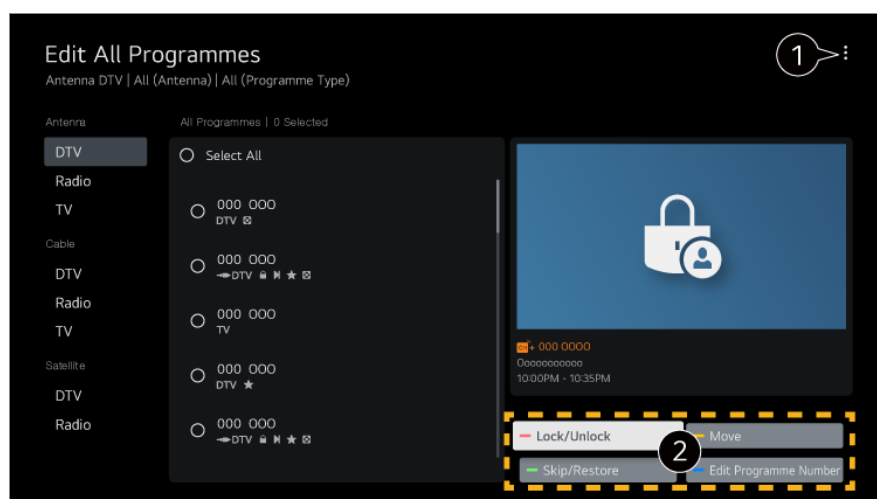 Edit All Programmes
Antenna DTV | All (Antenna) | All (Programme Type)
1
Antenna
DTV
Radio
TV
Cable
DTV
Radio
TV
Satellite
DTV
Radio
All Programmes | 0 Selected
Select All
000 000
DTV
000 000
DTV
000 000
TV
000 000
DTV
000 000
DTV
CH+ 000 0000
Ooooooooooo
10:00PM - 10:35PM
Lock/Unlock
Move
2
Skip/Restore
Edit Programme Number